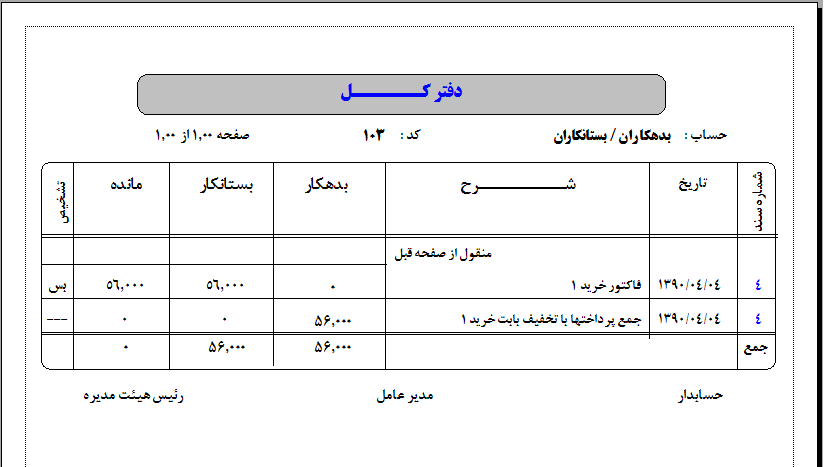 دفتر کـــــــــل
حساب : بدهکاران / بستانکاران کد : ۱۰۳ صفحه ۱,۰۰ از ۱,۰۰
شماره سند تاریخ شـــــــــــرح بدهکار بستانکار مانده تشخیص
منقول از صفحه قبل
۴ ۱۳۹۰/۰۴/۰۴ فاکتور خرید ۱ ۰ ۵۶,۰۰۰ ۵۶,۰۰۰ بس
۴ ۱۳۹۰/۰۴/۰۴ جمع پرداختها با تخفیف بابت خرید ۱ ۵۶,۰۰۰ ۰ ۰ ---
جمع ۵۶,۰۰۰ ۵۶,۰۰۰ ۰
حسابدار مدیر عامل رئیس هیئت مدیره